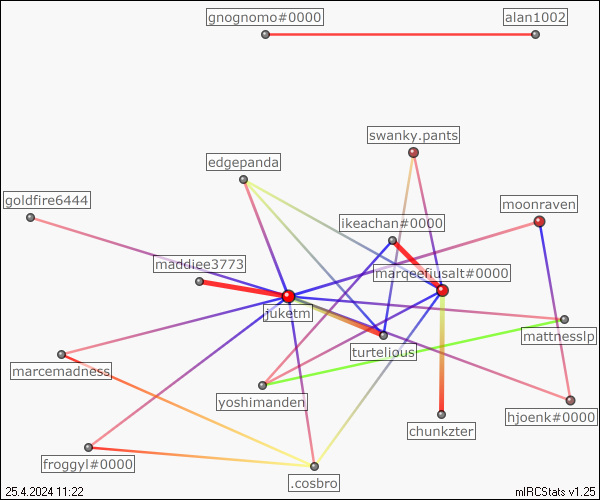 gnognomo#0000
alan1002
swanky.pants
edgepanda
goldfire6444
moonraven
ikeachan#0000
maddiee3773
marqeefiusalt#0000
juketm
mattnesslp
turtelious
marcemadness
yoshimanden
hjoenk#0000
chunkzter
froggyl#0000
.cosbro
25.4.2024 11:22
mIRCStats v1.25